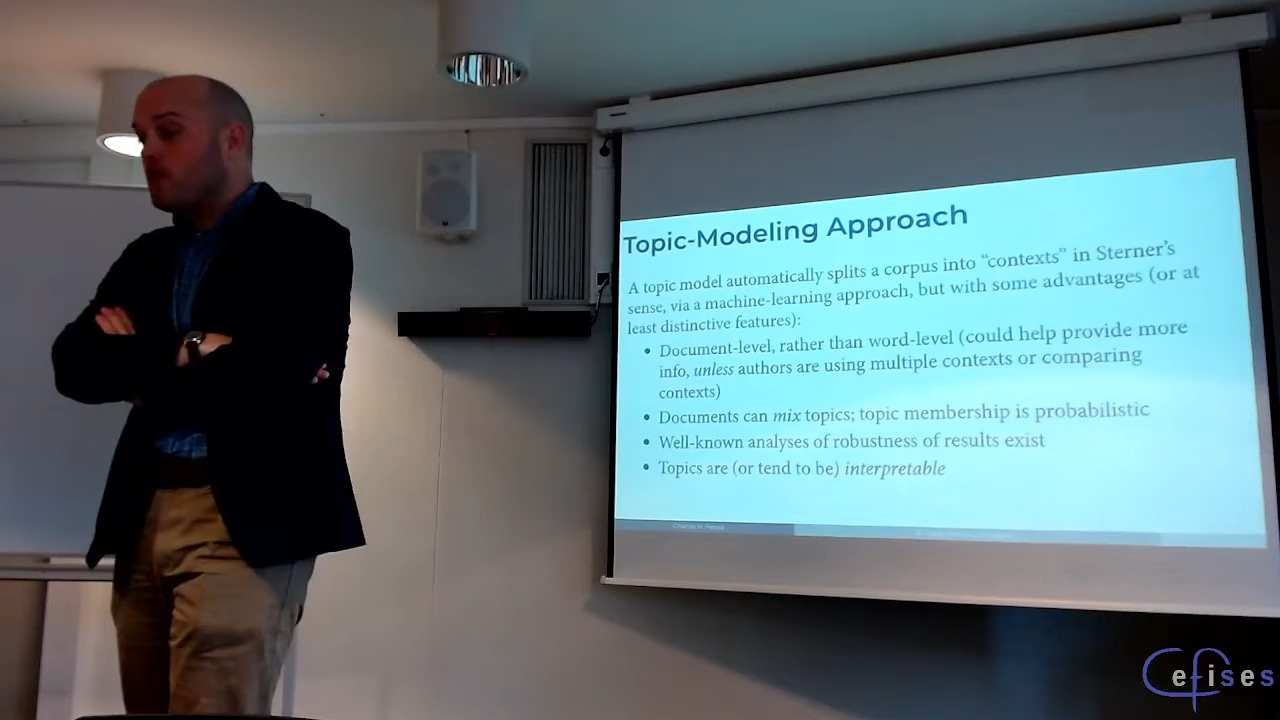 Topic-Modeling Approach
A topic model automatically splits a corpus into “contexts” in Sterner’s
sense, via a machine-learning approach, but with some advantages (or at
least distinctive features):
• Document-level, rather than word-level (could help provide more
info, unless authors are using multiple contexts or comparing
contexts)
• Documents can mix topics; topic membership is probabilistic
• Well-known analyses of robustness of results exist
• Topics are (or tend to be) interpretable
Cefises